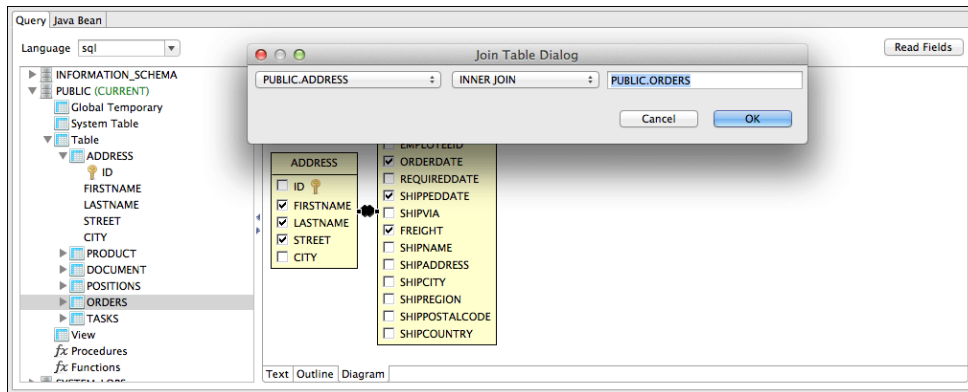 Query Java Bean
Language sql
Read Fields
Join Table Dialog
PUBLIC.ADDRESS INNER JOIN PUBLIC.ORDERS
Cancel OK
INFORMATION_SCHEMA
PUBLIC (CURRENT)
Global Temporary
System Table
Table
ADDRESS
ID
FIRSTNAME
LASTNAME
STREET
CITY
PRODUCT
DOCUMENT
POSITIONS
ORDERS
TASKS
View
fx Procedures
fx Functions
SYSTEM_LOBS
ADDRESS
ID
FIRSTNAME
LASTNAME
STREET
CITY
EMPLOYEEID
ORDERDATE
REQUIREDDATE
SHIPPEDDATE
SHIPVIA
FREIGHT
SHIPNAME
SHIPADDRESS
SHIPCITY
SHIPREGION
SHIPPOSTALCODE
SHIPCOUNTRY
Text Outline Diagram